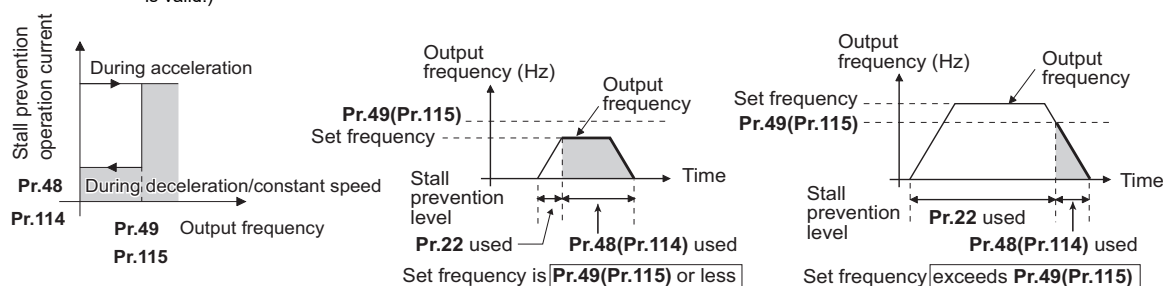 is valid.)
Stall prevention
operation current
During acceleration
Pr.48
During deceleration/constant speed
Pr.114
Pr.49
Output frequency
Pr.115
Output
frequency (Hz)
Output
frequency
Pr.49(Pr.115)
Set frequency
Time
Stall
prevention
level
Pr.22 used
Pr.48(Pr.114) used
Set frequency is Pr.49(Pr.115) or less
Output
frequency (Hz)
Output
frequency
Set frequency
Pr.49(Pr.115)
Time
Stall
prevention
level
Pr.22 used
Pr.48(Pr.114) used
Set frequency exceeds Pr.49(Pr.115)